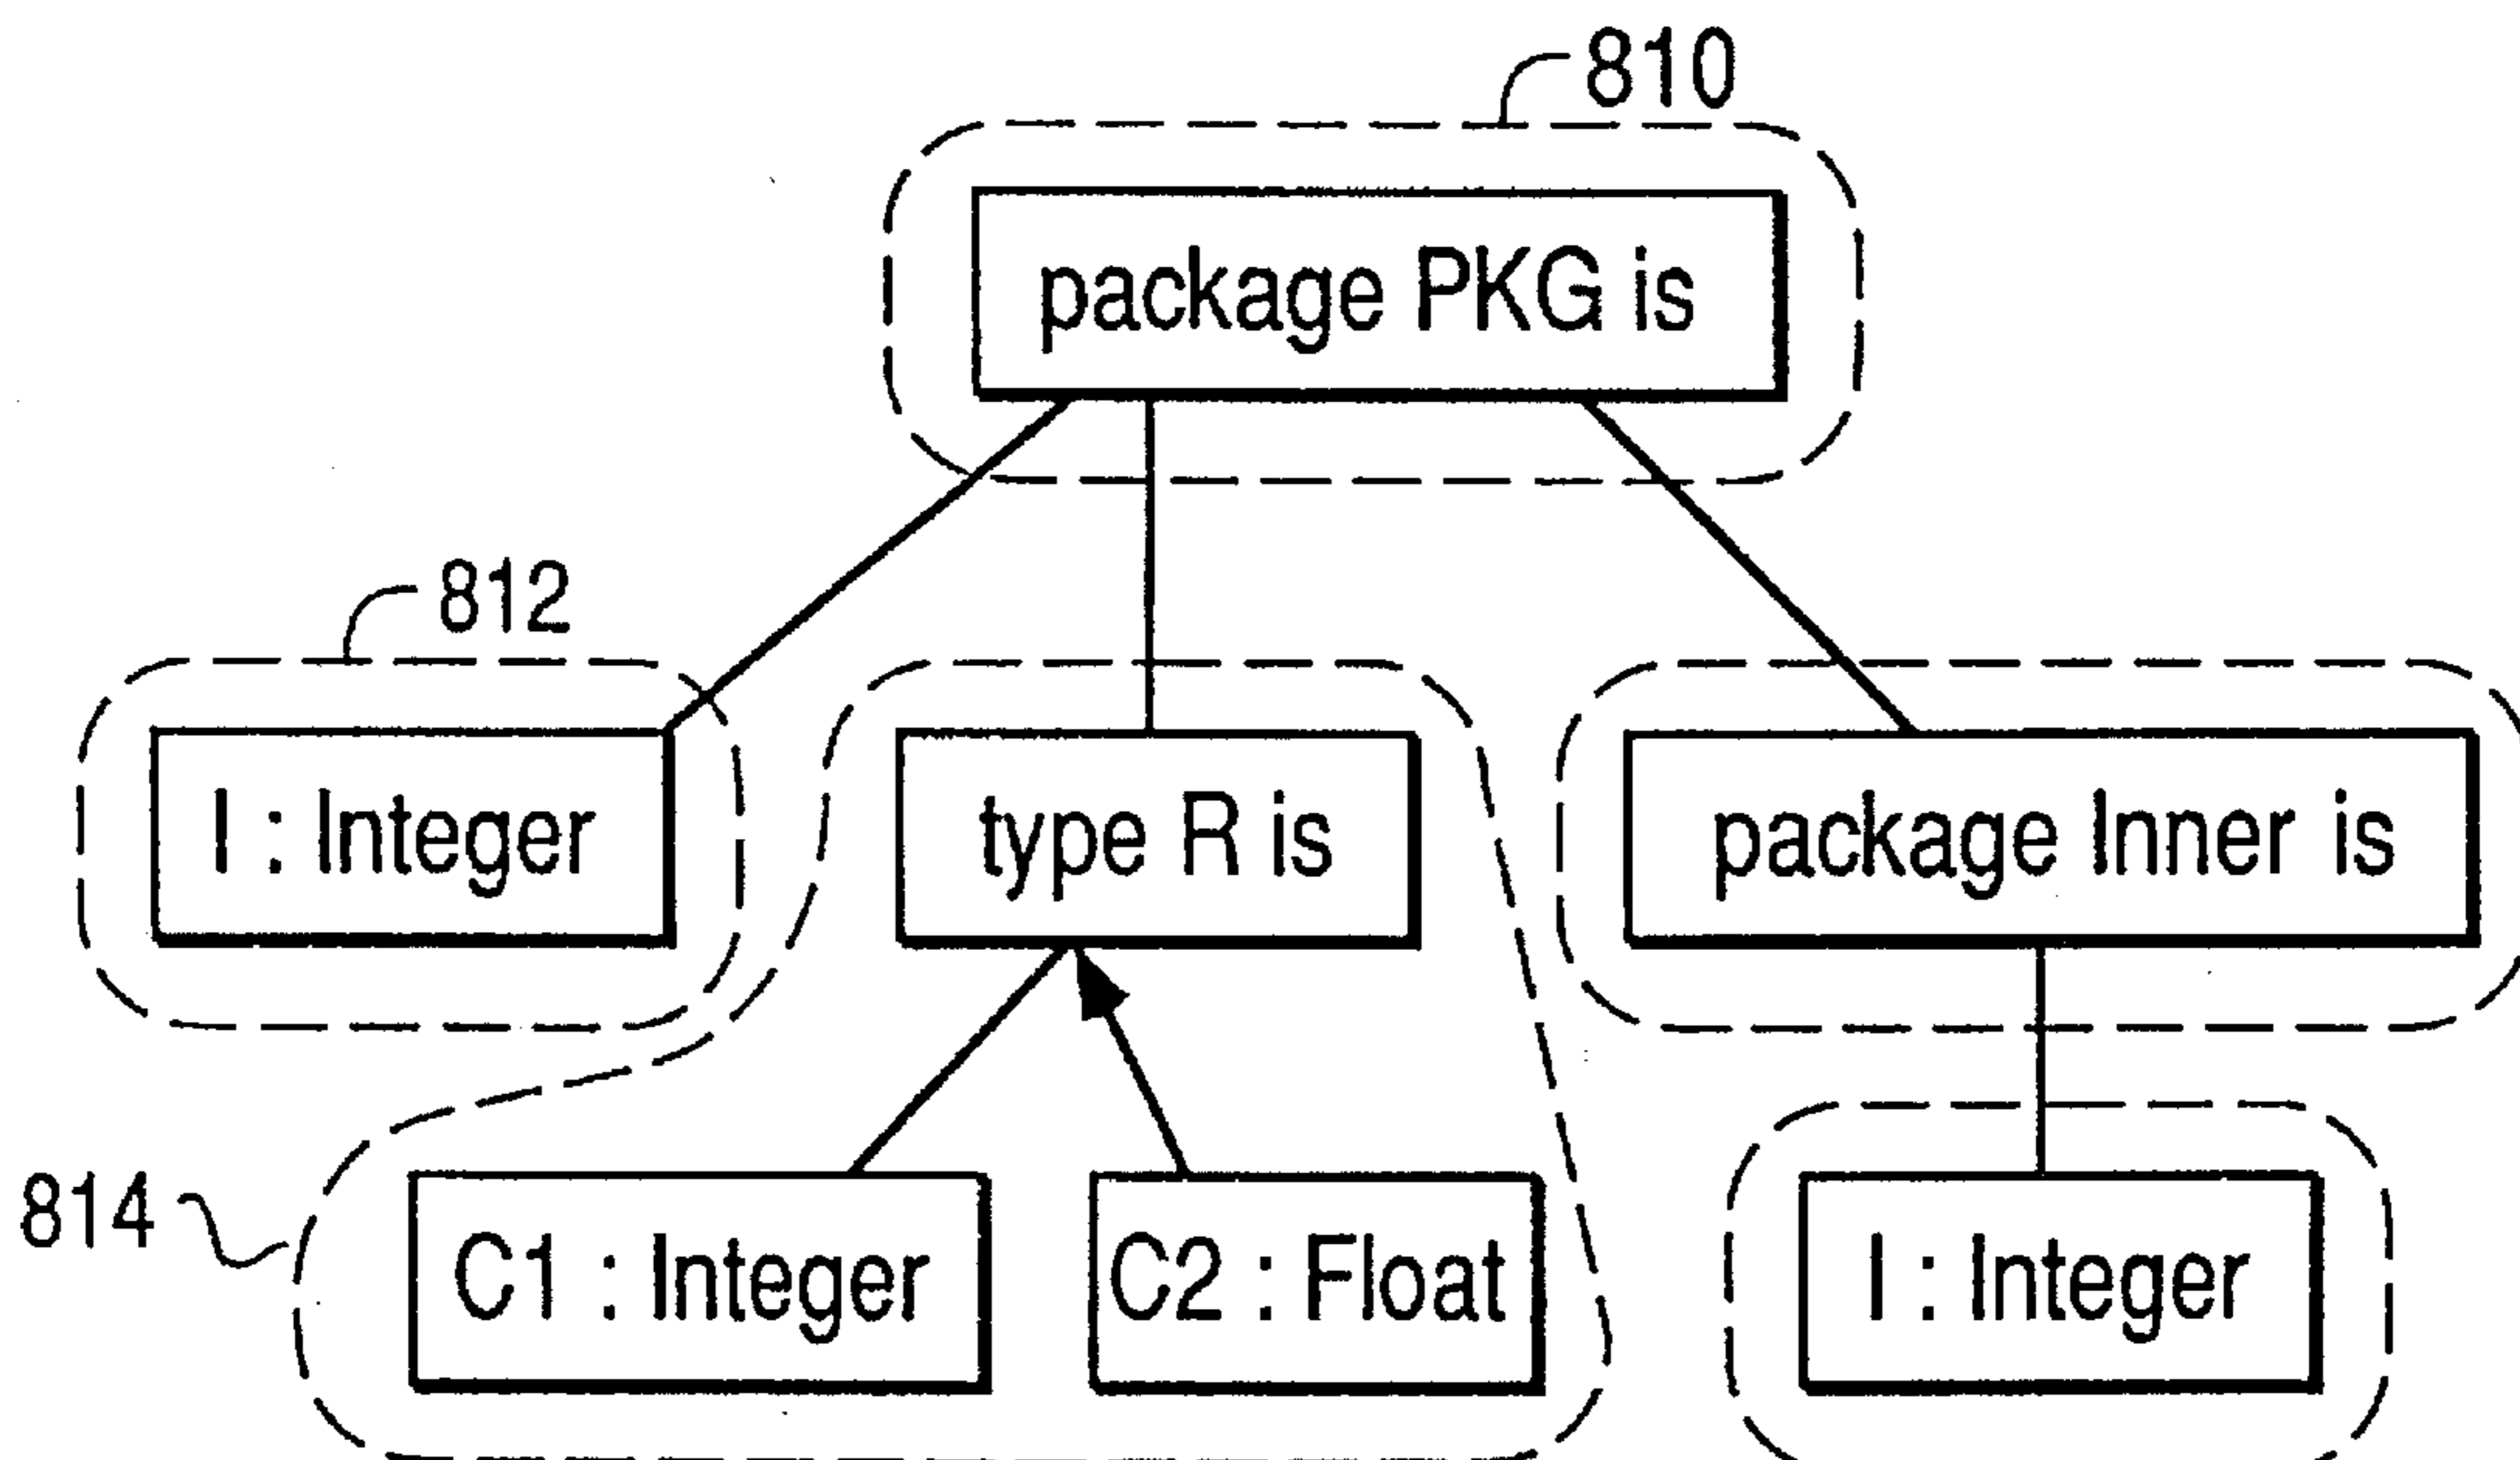 810
package PKG is
812
I : Integer
type R is
package Inner is
814
C1 : Integer
C2 : Float
I : Integer